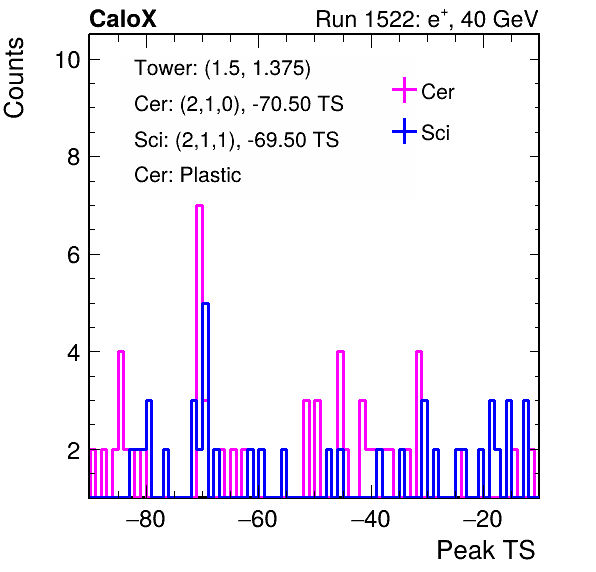 CaloX Run 1522: e⁺, 40 GeV
Counts
Tower: (1.5, 1.375)
Cer: (2,1,0), -70.50 TS
Sci: (2,1,1), -69.50 TS
Cer: Plastic
Cer
Sci
10
8
6
4
2
−80 −60 −40 −20
Peak TS